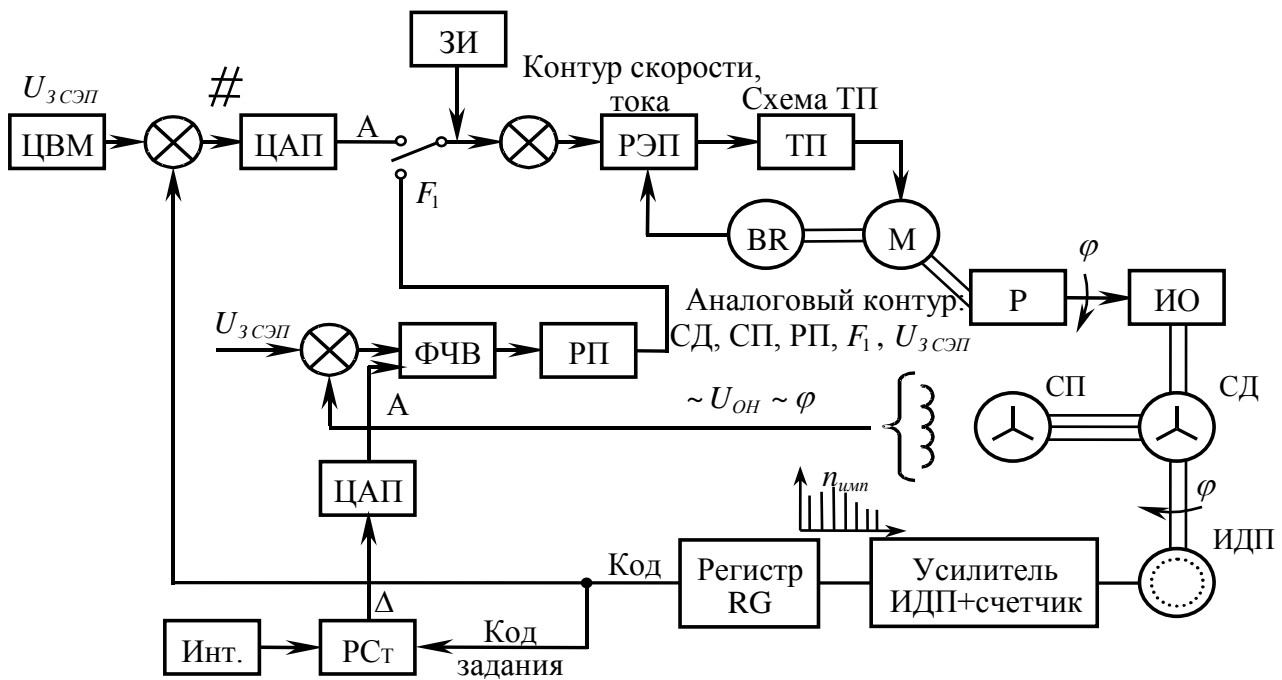 ЗИ
U З СЭП
#
Контур скорости,
тока
Схема ТП
ЦВМ
ЦАП
А
РЭП
ТП
F1
BR
М
φ
Р
ИО
Аналоговый контур:
СД, СП, РП, F1 , U З СЭП
U З СЭП
ФЧВ
РП
А
~ U ОН ~ φ
СП
СД
ЦАП
n имп
φ
ИДП
Код
Регистр
RG
Усилитель
ИДП+счетчик
Δ
Инт.
РСт
Код
задания